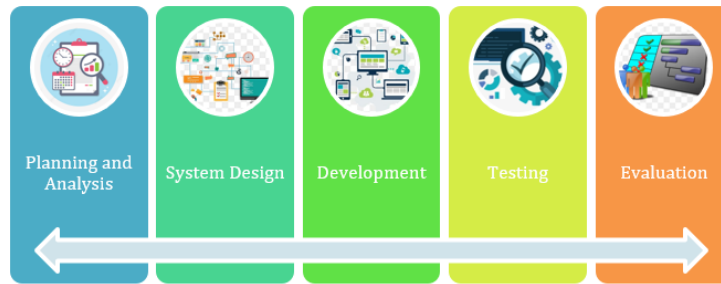 Planning and
Analysis
System Design
Development
Testing
Evaluation